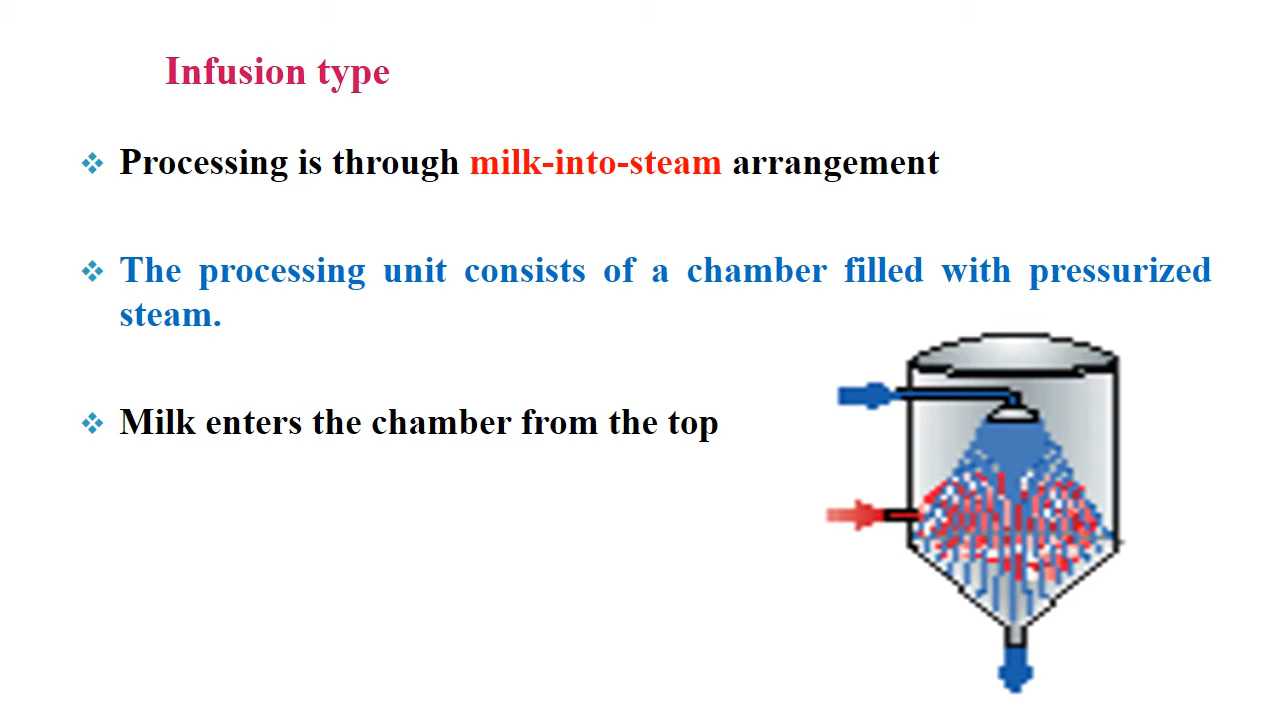 Infusion type
Processing is through milk-into-steam arrangement
The processing unit consists of a chamber filled with pressurized
steam.
Milk enters the chamber from the top